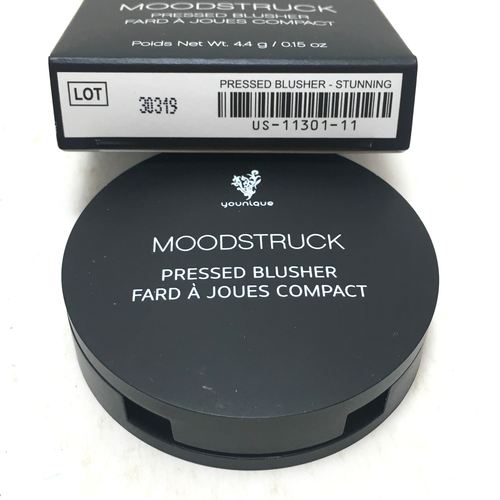 MOODSTRUCK
PRESSED BLUSHER
FARD À JOUES COMPACT
Poids Net Wt. 4.4 g / 0.15 oz
LOT
30319
PRESSED BLUSHER - STUNNING
US-11301-11
younique
MOODSTRUCK
PRESSED BLUSHER
FARD À JOUES COMPACT